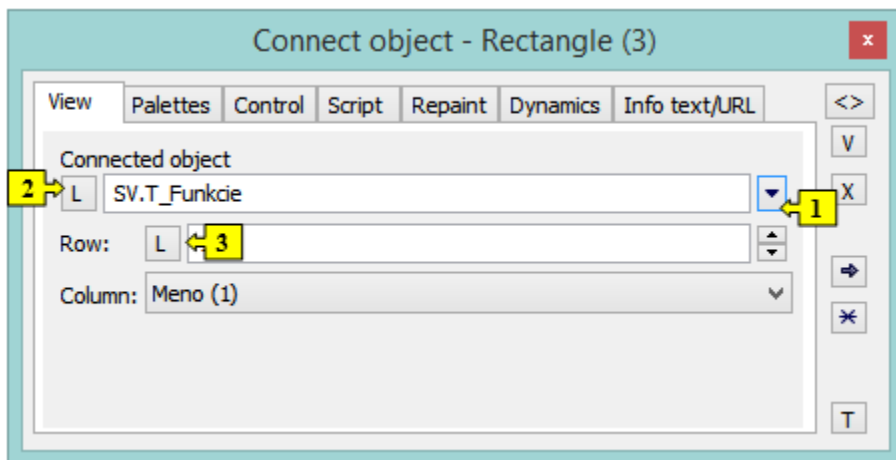 Connect object - Rectangle (3)
x
View Palettes Control Script Repaint Dynamics Info text/URL
<>
V
Connected object
2 L SV.T_Funkcie
X
1
Row: L 3
Column: Meno (1)
T